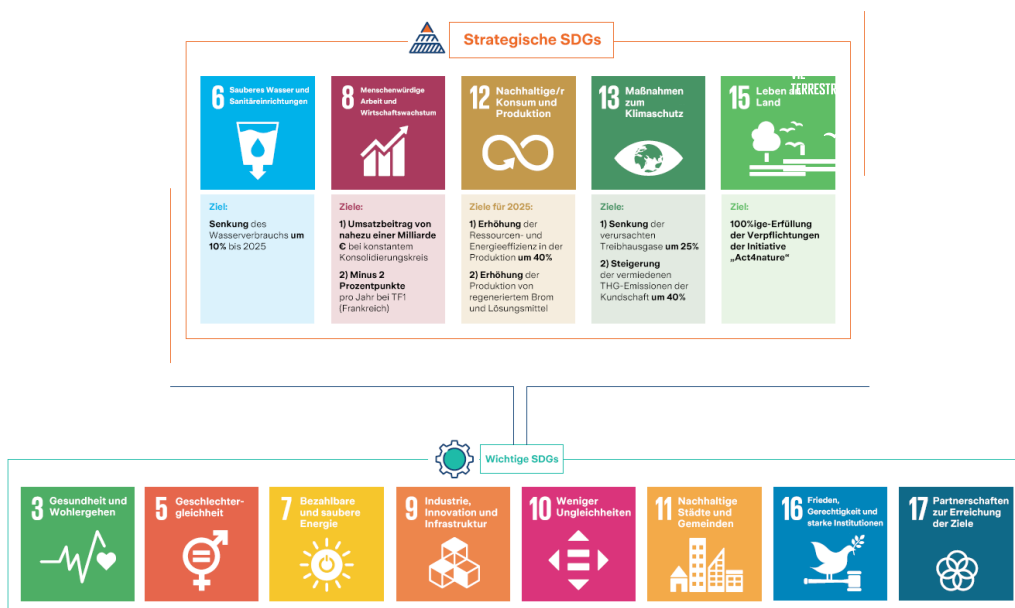 Strategische SDGs
6 Sauberes Wasser und
Sanitäreinrichtungen
Ziel:
Senkung des
Wasserverbrauchs um
10% bis 2025
8 Menschenwürdige
Arbeit und
Wirtschaftswachstum
Ziele:
1) Umsatzbeitrag von
nahezu einer Milliarde
€ bei konstantem
Konsolidierungskreis
2) Minus 2
Prozentpunkte
pro Jahr bei TF1
(Frankreich)
12 Nachhaltige/r
Konsum und
Produktion
Ziele für 2025:
1) Erhöhung der
Ressourcen- und
Energieeffizienz in der
Produktion um 40%
2) Erhöhung der
Produktion von
regeneriertem Brom
und Lösungsmittel
13 Maßnahmen
zum
Klimaschutz
Ziele:
1) Senkung der
verursachten
Treibhausgase um 25%
2) Steigerung
der vermiedenen
THG-Emissionen der
Kundschaft um 40%
15 Leben
Land
TERRESTR
Ziel:
100%ige-Erfüllung
der Verpflichtungen
der Initiative
„Act4nature"
Wichtige SDGs
3 Gesundheit und
Wohlergehen
5 Geschlechter-
gleichheit
7 Bezahlbare
und saubere
Energie
9 Industrie,
Innovation und
Infrastruktur
10 Weniger
Ungleichheiten
11 Nachhaltige
Städte und
Gemeinden
16 Frieden,
Gerechtigkeit und
starke Institutionen
17 Partnerschaften
zur Erreichung
der Ziele